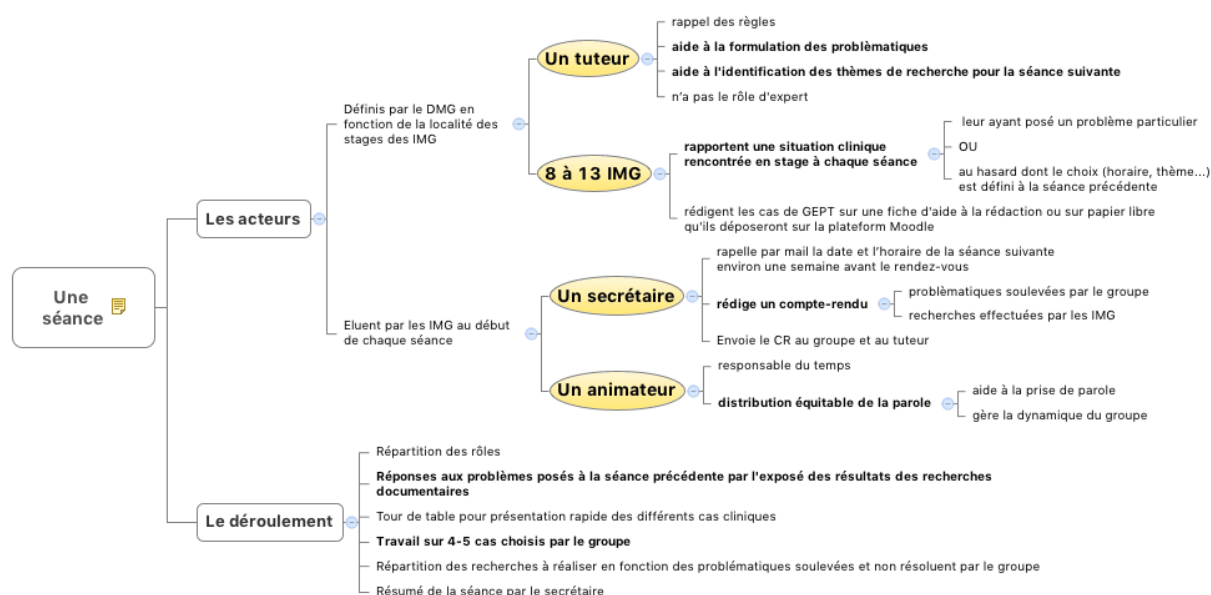 Une
séance
Les acteurs
Définis par le DMG en
fonction de la localité des
stages des IMG
Un tuteur
rappel des règles
aide à la formulation des problèmatiques
aide à l'identification des thèmes de recherche pour la séance suivante
n'a pas le rôle d'expert
8 à 13 IMG
rapportent une situation clinique
rencontrée en stage à chaque séance
leur ayant posé un problème particulier
OU
au hasard dont le choix (horaire, thème...)
est défini à la séance précédente
rédigent les cas de GEPT sur une fiche d'aide à la rédaction ou sur papier libre
qu'ils déposeront sur la plateform Moodle
Eluent par les IMG au début
de chaque séance
Un secrétaire
rapelle par mail la date et l'horaire de la séance suivante
environ une semaine avant le rendez-vous
rédige un compte-rendu
problèmatiques soulevées par le groupe
recherches effectuées par les IMG
Envoie le CR au groupe et au tuteur
Un animateur
responsable du temps
distribution équitable de la parole
aide à la prise de parole
gère la dynamique du groupe
Le déroulement
Répartition des rôles
Réponses aux problèmes posés à la séance précédente par l'exposé des résultats des recherches
documentaires
Tour de table pour présentation rapide des différents cas cliniques
Travail sur 4-5 cas choisis par le groupe
Répartition des recherches à réaliser en fonction des problématiques soulevées et non résoluent par le groupe
Résumé de la séance par le secrétaire